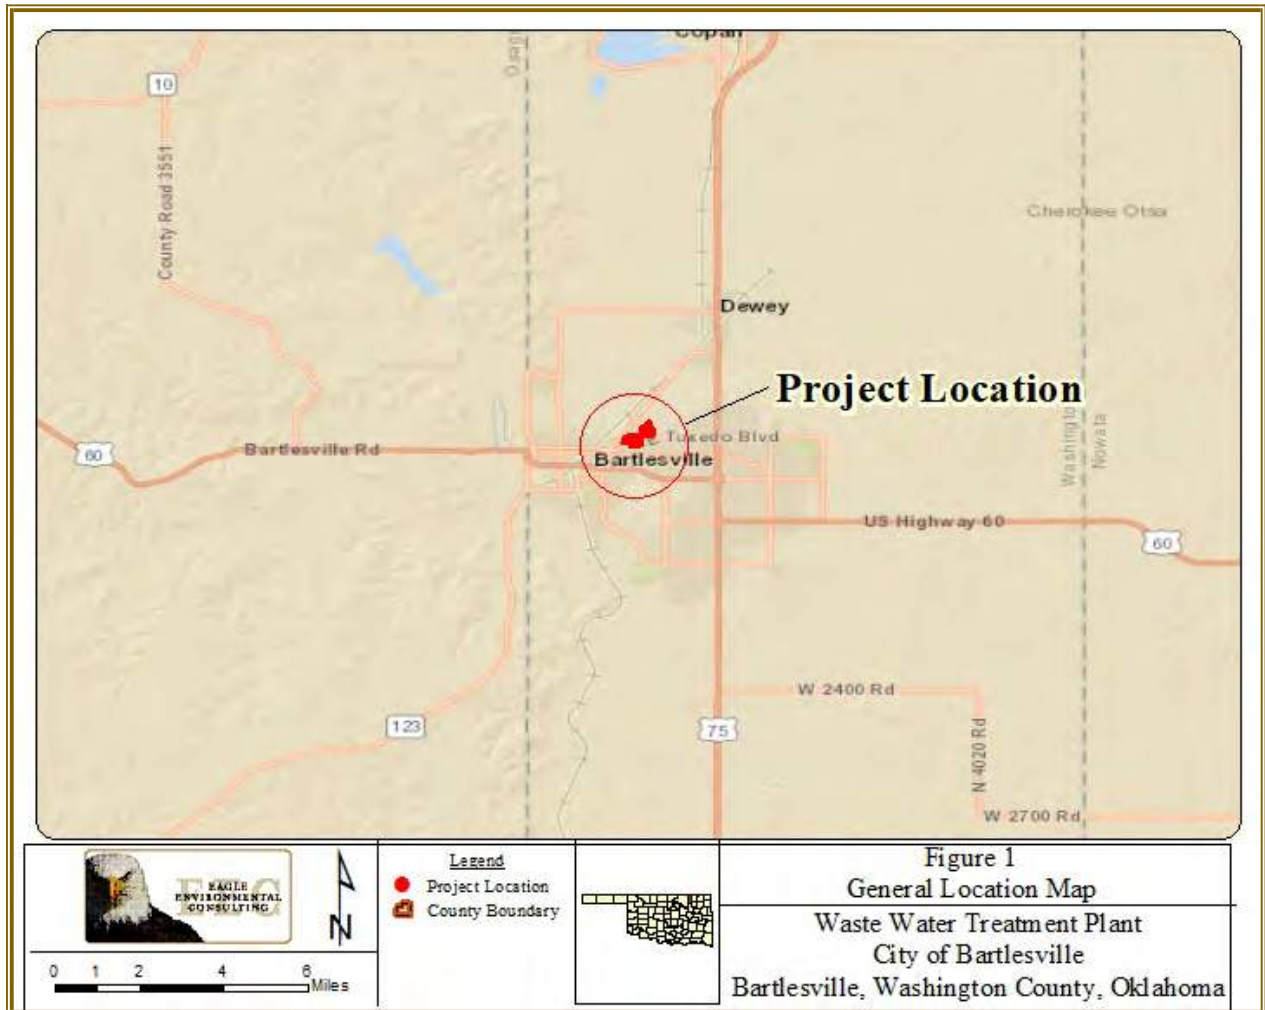 Copan
Osage
10
County Road 3551
Cherokee Otsa
Dewey
Project Location
Tuxedo Blvd
Bartlesville Rd
60
Bartlesville
Washington
Nowata
US Highway 60
60
W 2400 Rd
123
75
N 4020 Rd
W 2700 Rd
EAGLE
ENVIRONMENTAL
CONSULTING
N
0 1 2 4 6
Miles
Legend
Project Location
County Boundary
Figure 1
General Location Map
Waste Water Treatment Plant
City of Bartlesville
Bartlesville, Washington County, Oklahoma